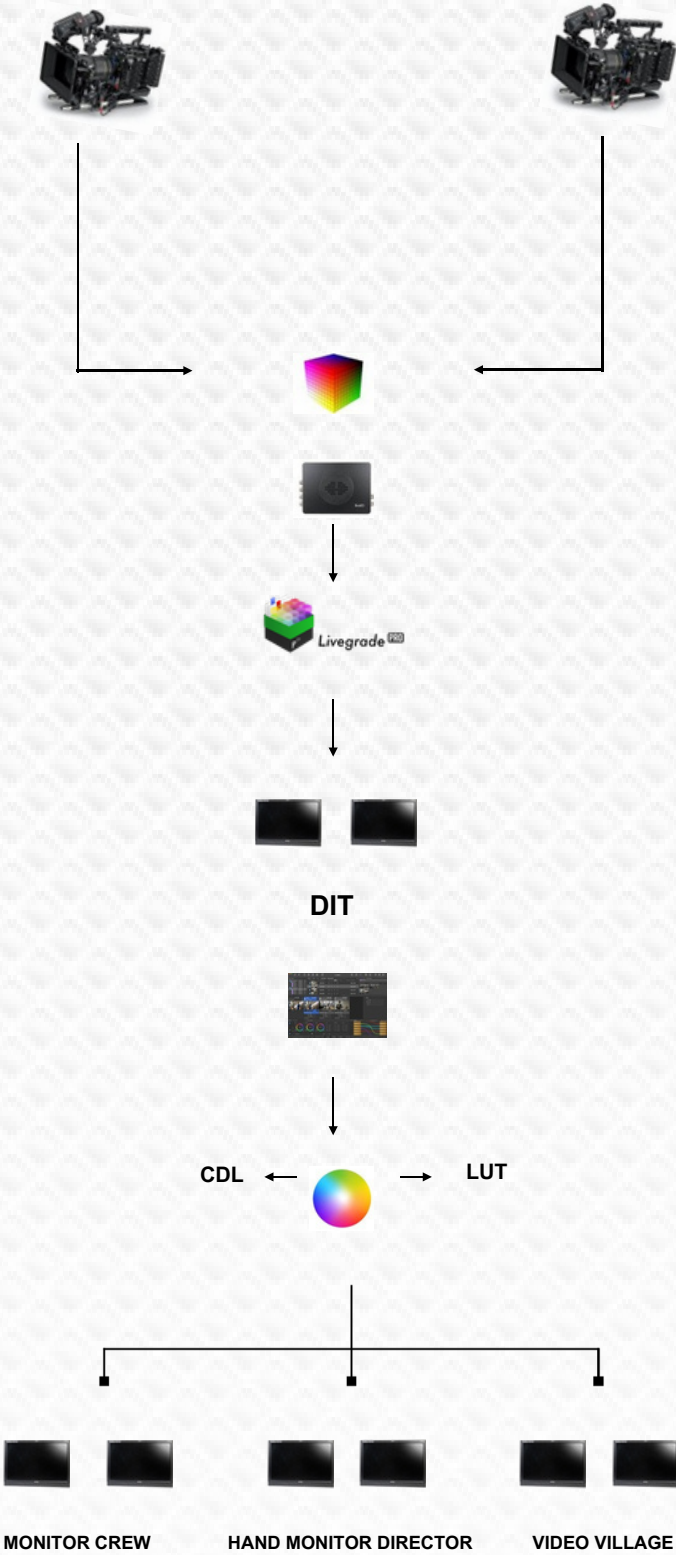 Livegrade PRO
DIT
CDL
LUT
MONITOR CREW
HAND MONITOR DIRECTOR
VIDEO VILLAGE